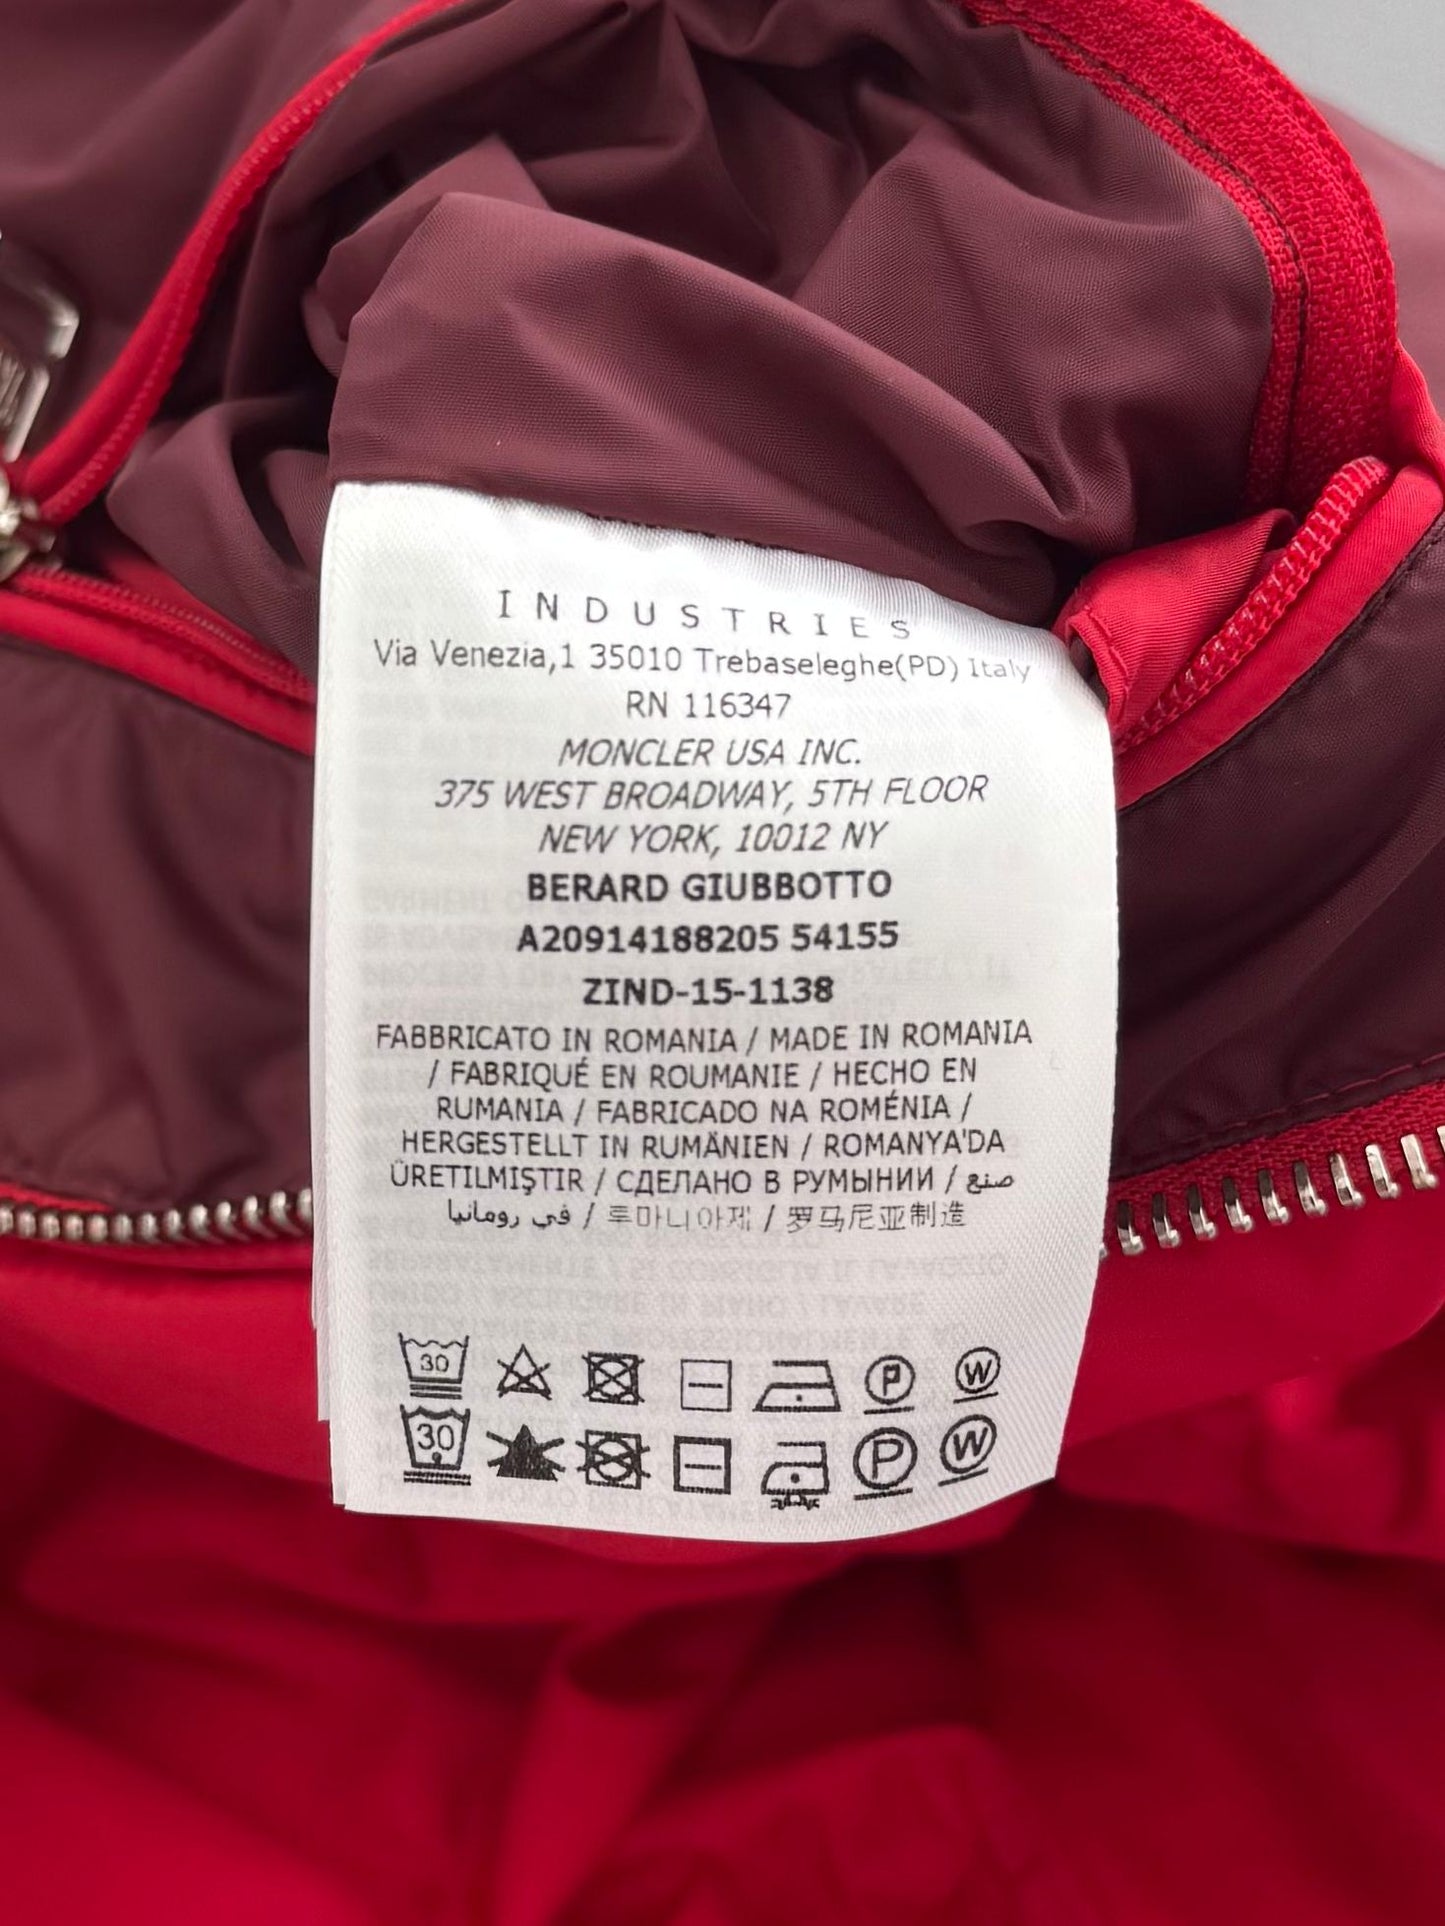 INDUSTRIES
Via Venezia,1 35010 Trebaseleghe(PD) Italy
RN 116347
MONCLER USA INC.
375 WEST BROADWAY, 5TH FLOOR
NEW YORK, 10012 NY
BERARD GIUBBOTTO
A20914188205 54155
ZIND-15-1138
FABBRICATO IN ROMANIA / MADE IN ROMANIA
/ FABRIQUÉ EN ROUMANIE / HECHO EN
RUMANIA / FABRICADO NA ROMÉNIA /
HERGESTELLT IN RUMÄNIEN / ROMANYA'DA
ÜRETILMIŞTIR / СДЕЛАНО В РУМЫНИИ / صنع
في رومانيا / 루마니아제 / 罗马尼亚制造
30 P W
30 P W